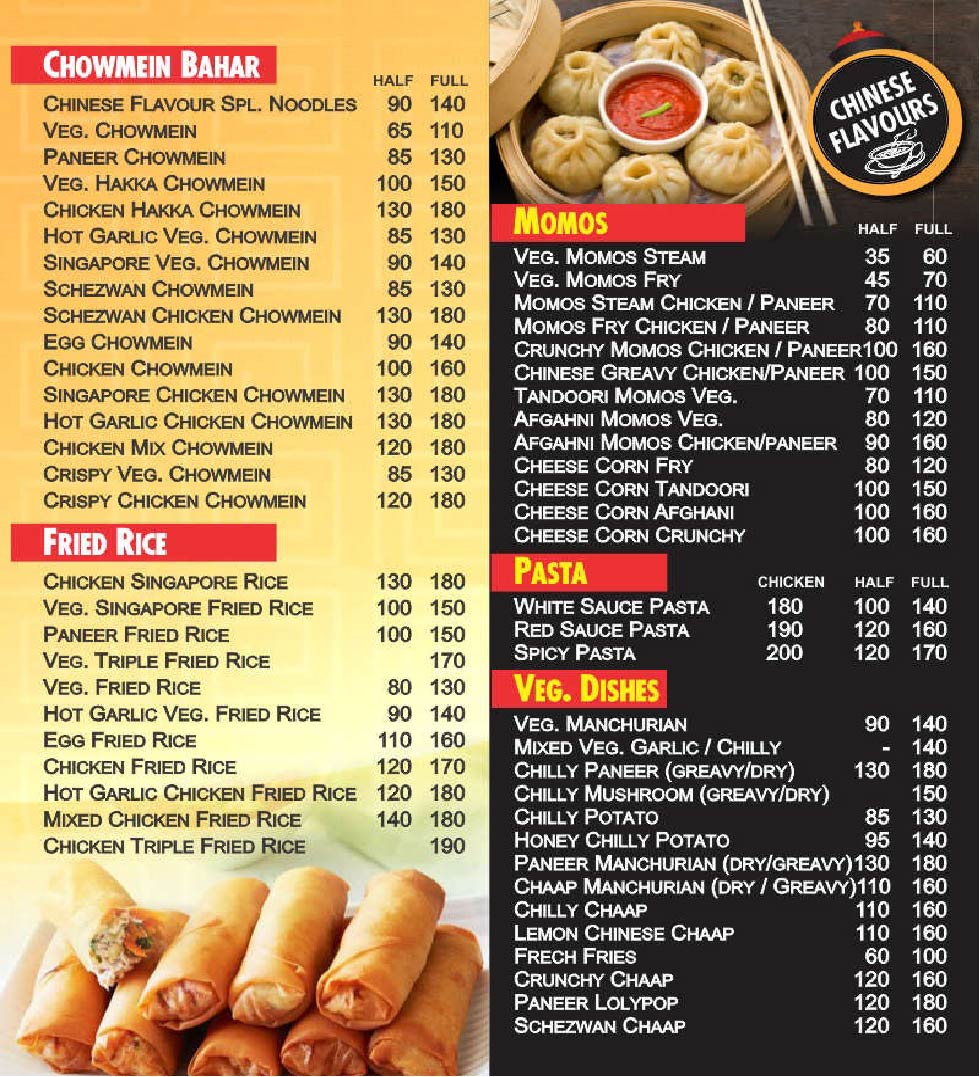 CHOWMEIN BAHAR
HALF FULL
CHINESE FLAVOUR SPL. NOODLES 90 140
VEG. CHOWMEIN 65 110
PANEER CHOWMEIN 85 130
VEG. HAKKA CHOWMEIN 100 150
CHICKEN HAKKA CHOWMEIN 130 180
HOT GARLIC VEG. CHOWMEIN 85 130
SINGAPORE VEG. CHOWMEIN 90 140
SCHEZWAN CHOWMEIN 85 130
SCHEZWAN CHICKEN CHOWMEIN 130 180
EGG CHOWMEIN 90 140
CHICKEN CHOWMEIN 100 160
SINGAPORE CHICKEN CHOWMEIN 130 180
HOT GARLIC CHICKEN CHOWMEIN 130 180
CHICKEN MIX CHOWMEIN 120 180
CRISPY VEG. CHOWMEIN 85 130
CRISPY CHICKEN CHOWMEIN 120 180
FRIED RICE
CHICKEN SINGAPORE RICE 130 180
VEG. SINGAPORE FRIED RICE 100 150
PANEER FRIED RICE 100 150
VEG. TRIPLE FRIED RICE 170
VEG. FRIED RICE 80 130
HOT GARLIC VEG. FRIED RICE 90 140
EGG FRIED RICE 110 160
CHICKEN FRIED RICE 120 170
HOT GARLIC CHICKEN FRIED RICE 120 180
MIXED CHICKEN FRIED RICE 140 180
CHICKEN TRIPLE FRIED RICE 190
CHINESE
FLAVOURS
MOMOS
HALF FULL
VEG. MOMOS STEAM 35 60
VEG. MOMOS FRY 45 70
MOMOS STEAM CHICKEN / PANEER 70 110
MOMOS FRY CHICKEN / PANEER 80 110
CRUNCHY MOMOS CHICKEN / PANEER 100 160
CHINESE GREAVY CHICKEN/PANEER 100 150
TANDOORI MOMOS VEG. 70 110
AFGAHNI MOMOS VEG. 80 120
AFGAHNI MOMOS CHICKEN/PANEER 90 160
CHEESE CORN FRY 80 120
CHEESE CORN TANDOORI 100 150
CHEESE CORN AFGHANI 100 160
CHEESE CORN CRUNCHY 100 160
PASTA
CHICKEN HALF FULL
WHITE SAUCE PASTA 180 100 140
RED SAUCE PASTA 190 120 160
SPICY PASTA 200 120 170
VEG. DISHES
VEG. MANCHURIAN 90 140
MIXED VEG. GARLIC / CHILLY - 140
CHILLY PANEER (GREAVY/DRY) 130 180
CHILLY MUSHROOM (GREAVY/DRY) 150
CHILLY POTATO 85 130
HONEY CHILLY POTATO 95 140
PANEER MANCHURIAN (DRY/GREAVY) 130 180
CHAAP MANCHURIAN (DRY / GREAVY) 110 160
CHILLY CHAAP 110 160
LEMON CHINESE CHAAP 110 160
FRECH FRIES 60 100
CRUNCHY CHAAP 120 160
PANEER LOLYPOP 120 180
SCHEZWAN CHAAP 120 160